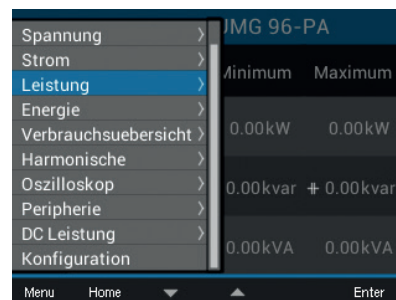 UMG 96-PA
Spannung
Strom
Minimum Maximum
Leistung
Energie
Verbrauchsuebersicht
0.00kW 0.00kW
Harmonische
Oszilloskop
0.00kvar 0.00kvar
Peripherie
DC Leistung
0.00kVA 0.00kVA
Konfiguration
Menu Home Enter